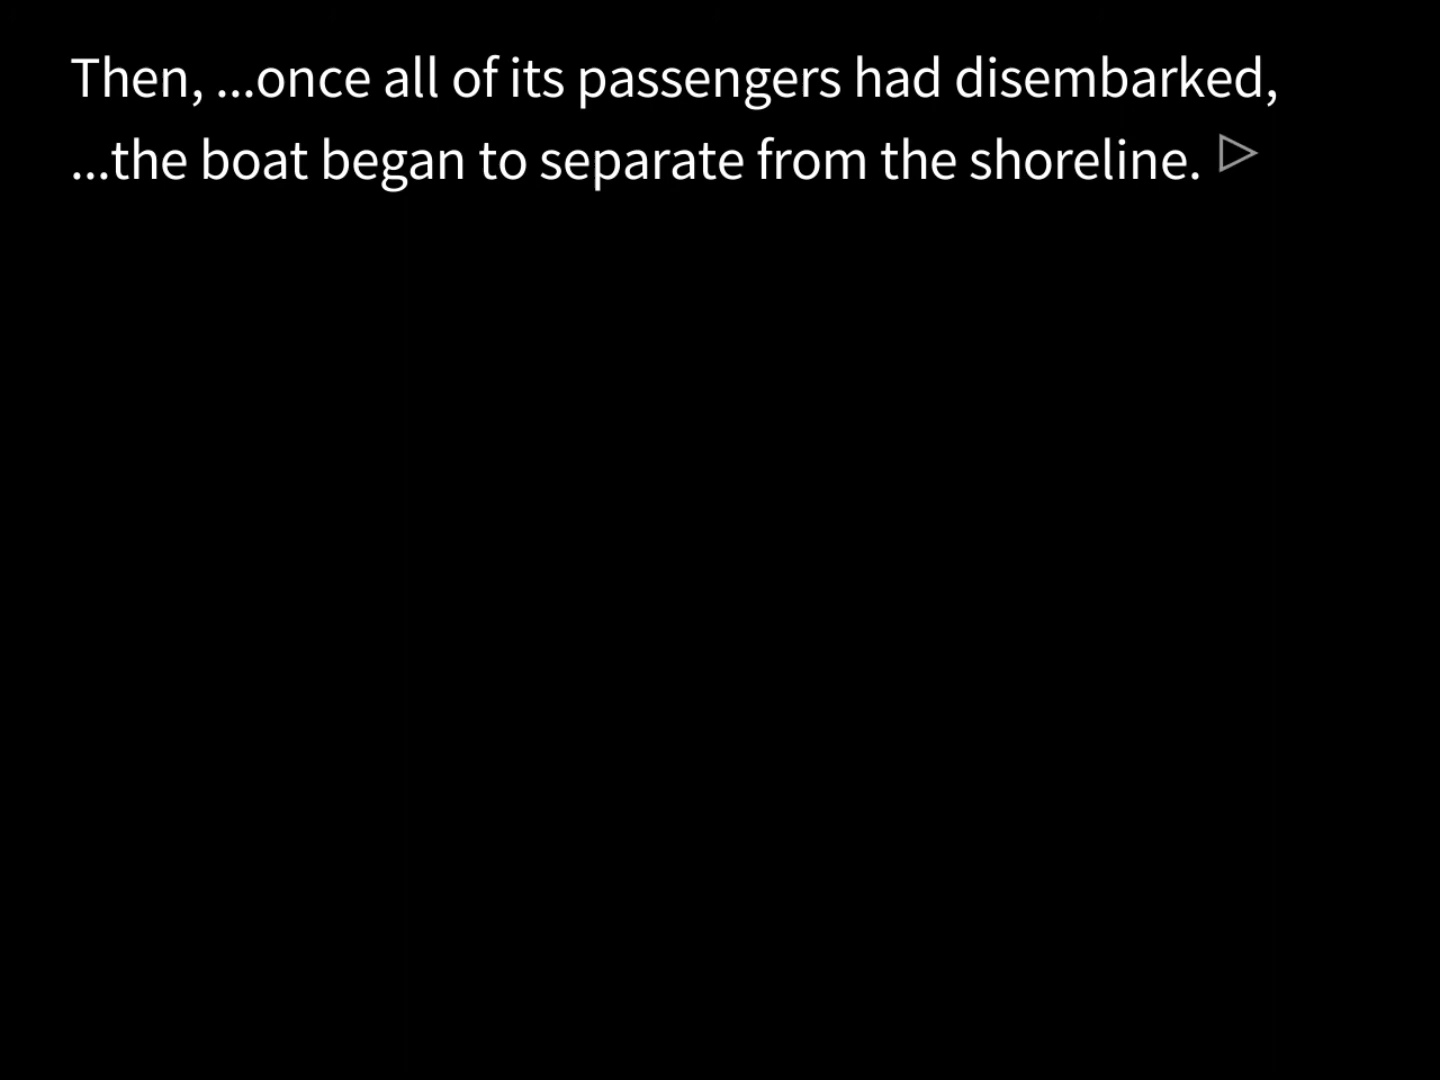 Then, ...once all of its passengers had disembarked,
...the boat began to separate from the shoreline.